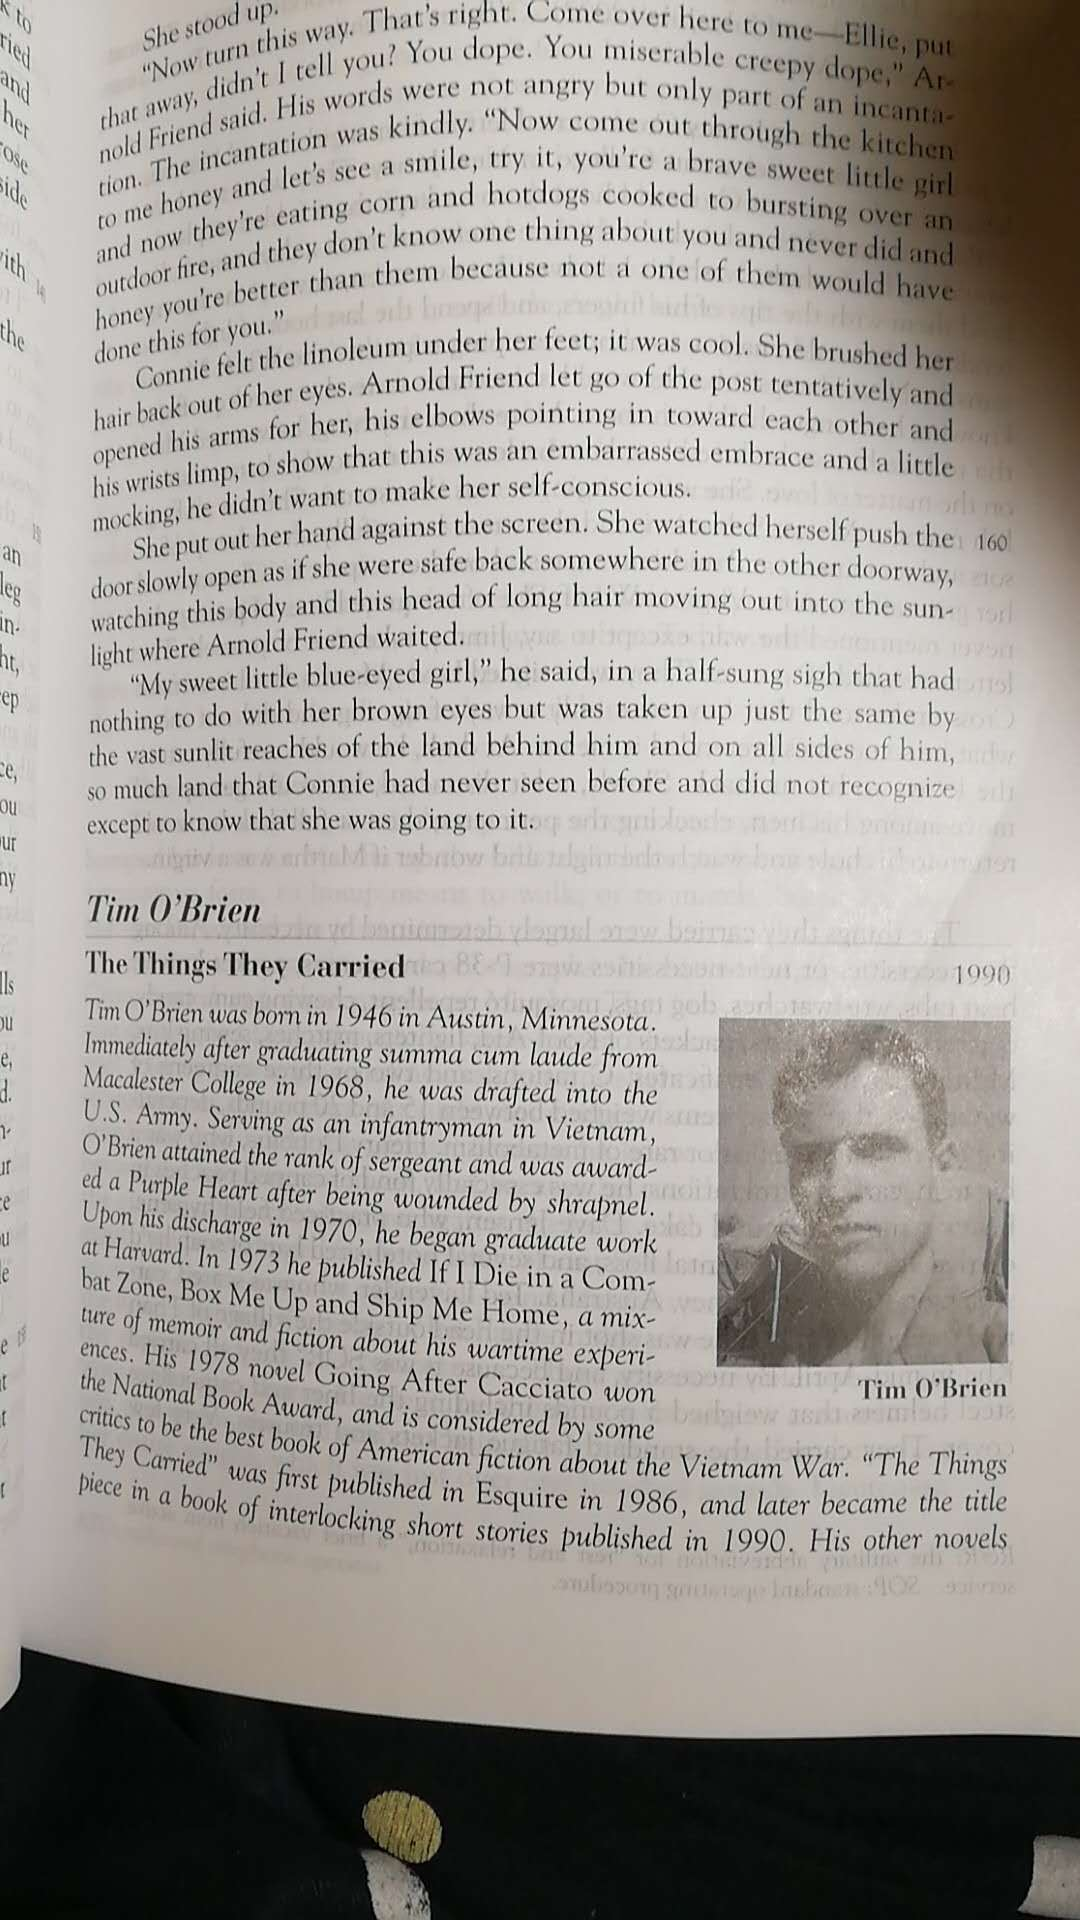 She stood up.
“Now turn this way. That’s right. Come over here to me—Ellie, put
that away, didn’t I tell you? You dope. You miserable creepy dope,” Ar-
nold Friend said. His words were not angry but only part of an incanta-
tion. The incantation was kindly. “Now come out through the kitchen
to me honey and let’s see a smile, try it, you’re a brave sweet little girl
and now they’re eating corn and hotdogs cooked to bursting over an
outdoor fire, and they don’t know one thing about you and never did and
honey you’re better than them because not a one of them would have
done this for you.”
Connie felt the linoleum under her feet; it was cool. She brushed her
hair back out of her eyes. Arnold Friend let go of the post tentatively and
opened his arms for her, his elbows pointing in toward each other and
his wrists limp, to show that this was an embarrassed embrace and a little
mocking, he didn’t want to make her self-conscious.
She put out her hand against the screen. She watched herself push the 160
door slowly open as if she were safe back somewhere in the other doorway,
watching this body and this head of long hair moving out into the sun-
light where Arnold Friend waited.
“My sweet little blue-eyed girl,” he said, in a half-sung sigh that had
nothing to do with her brown eyes but was taken up just the same by
the vast sunlit reaches of the land behind him and on all sides of him,
so much land that Connie had never seen before and did not recognize
except to know that she was going to it.
Tim O’Brien
The Things They Carried 1990
Tim O’Brien was born in 1946 in Austin, Minnesota.
Immediately after graduating summa cum laude from
Macalester College in 1968, he was drafted into the
U.S. Army. Serving as an infantryman in Vietnam,
O’Brien attained the rank of sergeant and was award-
ed a Purple Heart after being wounded by shrapnel.
Upon his discharge in 1970, he began graduate work
at Harvard. In 1973 he published If I Die in a Com-
bat Zone, Box Me Up and Ship Me Home, a mix-
ture of memoir and fiction about his wartime experi-
ences. His 1978 novel Going After Cacciato won
the National Book Award, and is considered by some
critics to be the best book of American fiction about the Vietnam War. “The Things
They Carried” was first published in Esquire in 1986, and later became the title
piece in a book of interlocking short stories published in 1990. His other novels
Tim O’Brien